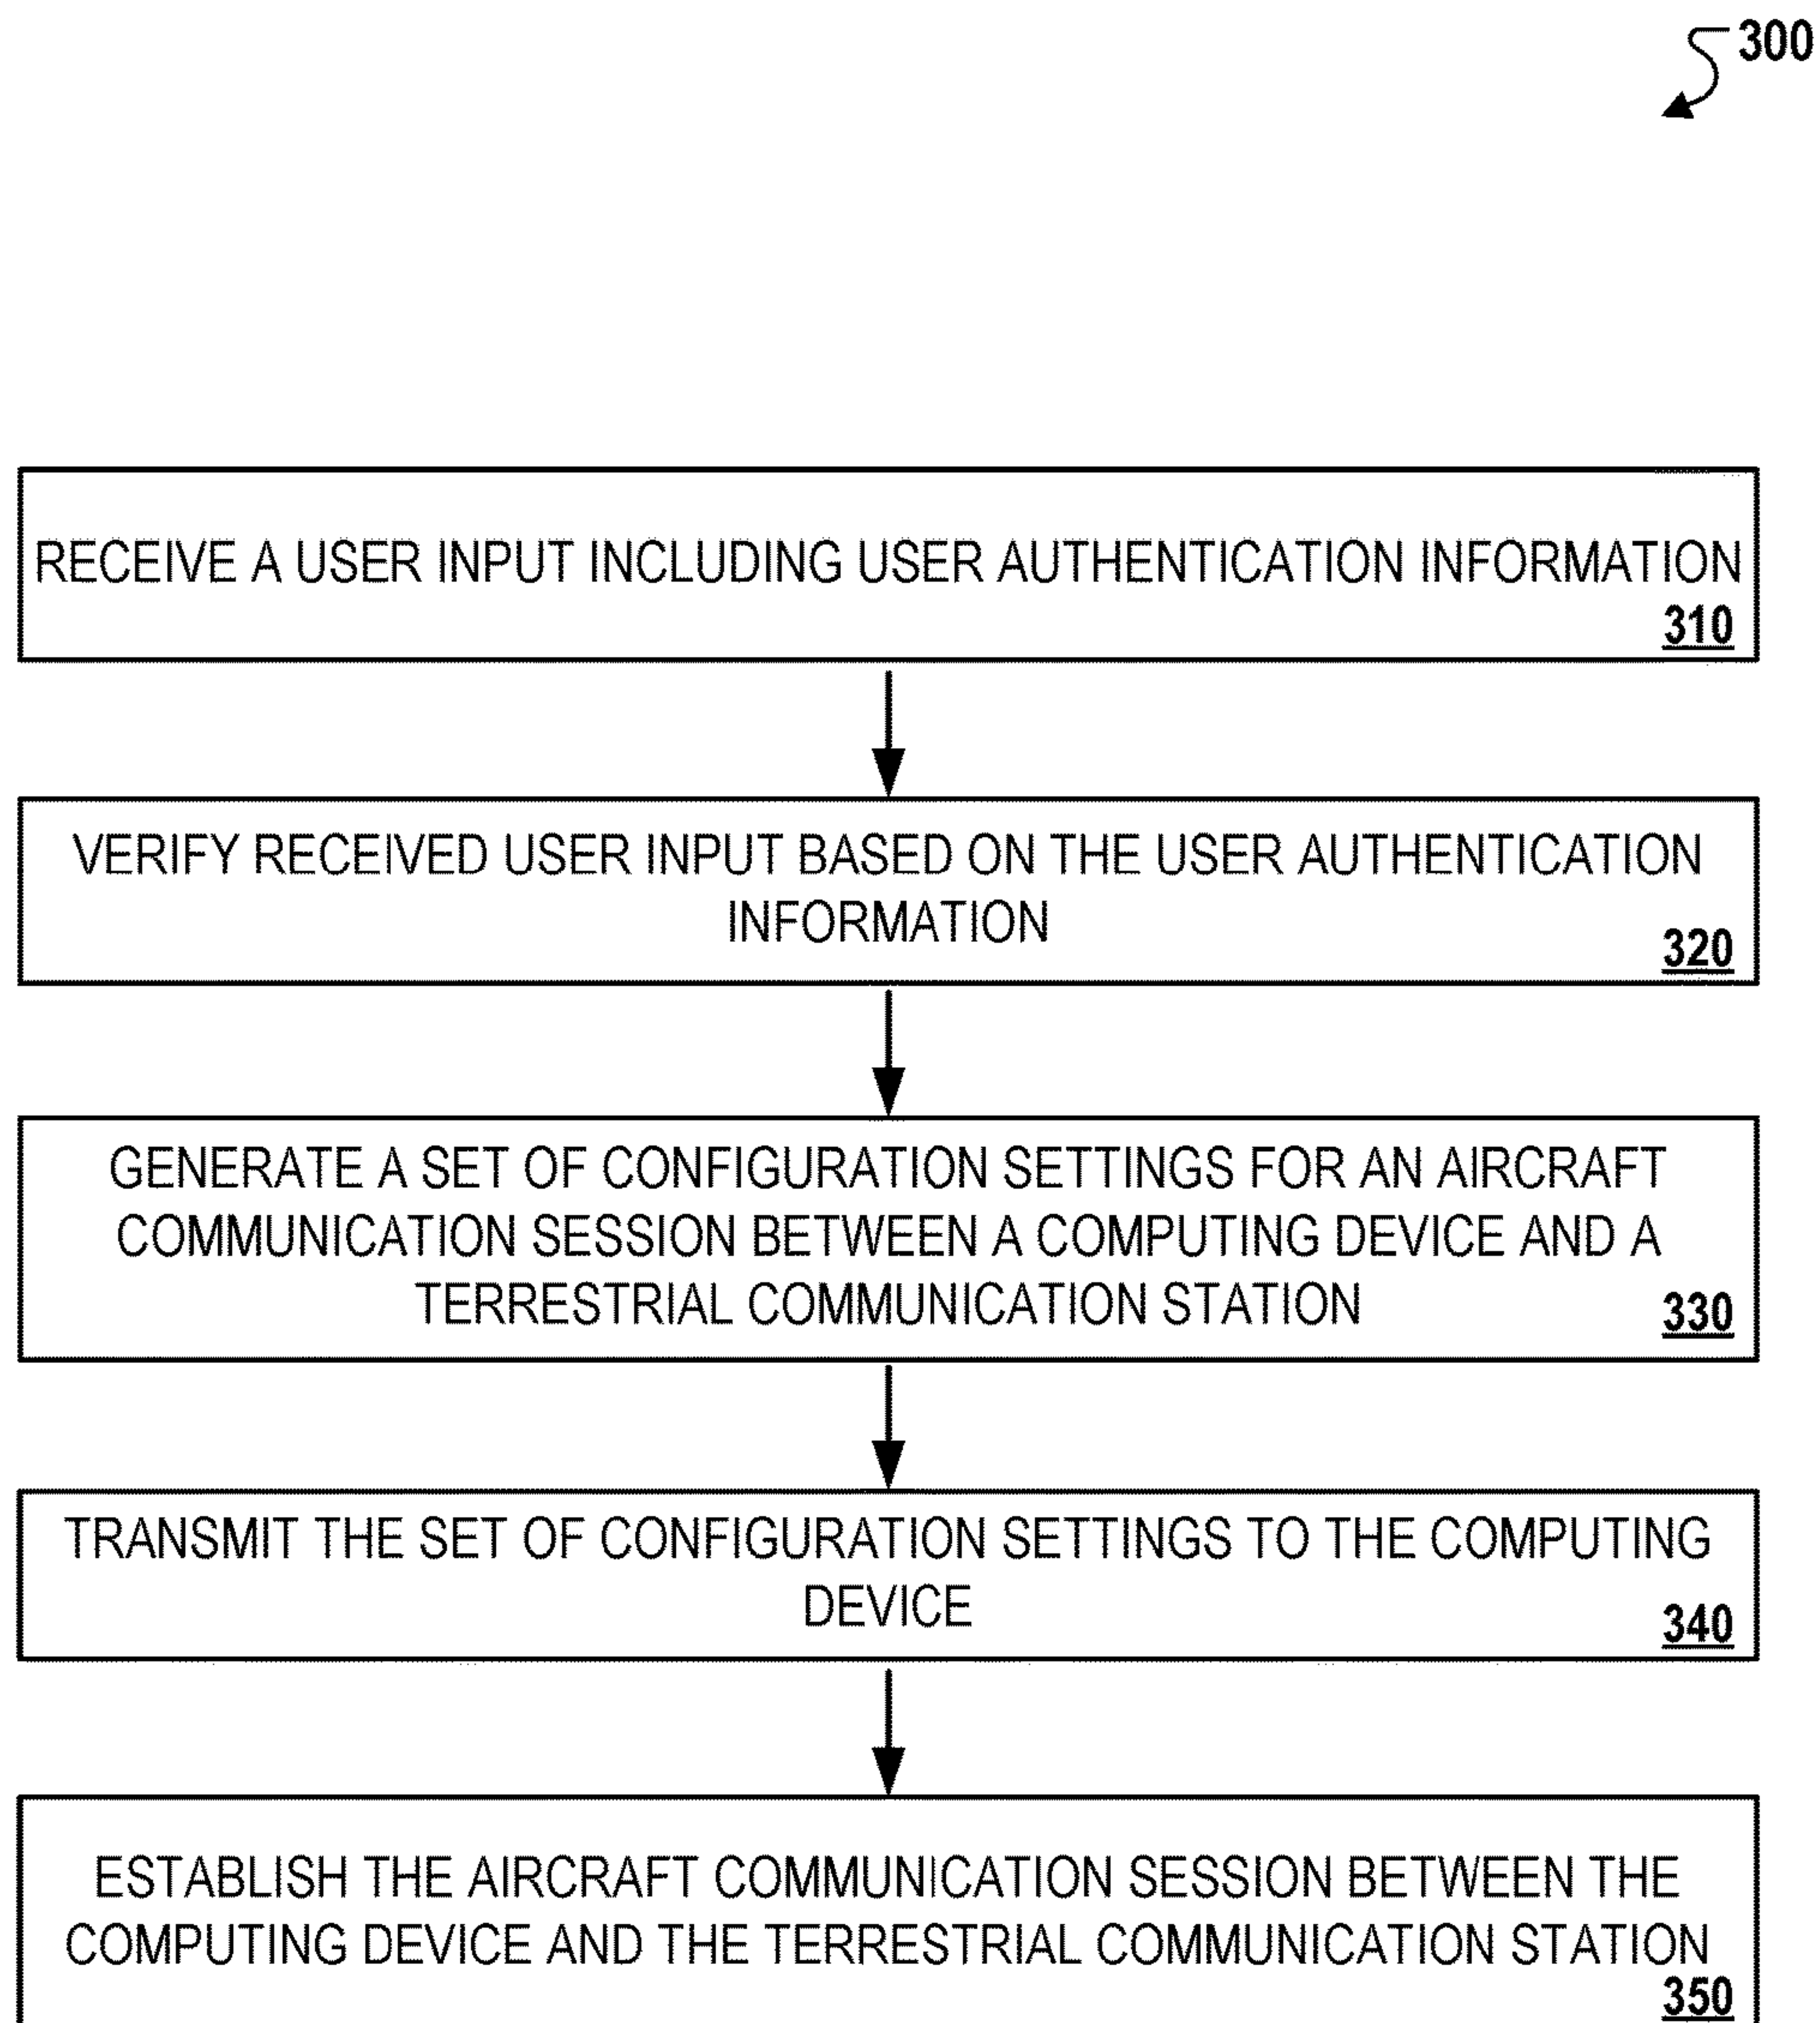 300
RECEIVE A USER INPUT INCLUDING USER AUTHENTICATION INFORMATION
310
VERIFY RECEIVED USER INPUT BASED ON THE USER AUTHENTICATION
INFORMATION
320
GENERATE A SET OF CONFIGURATION SETTINGS FOR AN AIRCRAFT
COMMUNICATION SESSION BETWEEN A COMPUTING DEVICE AND A
TERRESTRIAL COMMUNICATION STATION
330
TRANSMIT THE SET OF CONFIGURATION SETTINGS TO THE COMPUTING
DEVICE
340
ESTABLISH THE AIRCRAFT COMMUNICATION SESSION BETWEEN THE
COMPUTING DEVICE AND THE TERRESTRIAL COMMUNICATION STATION
350